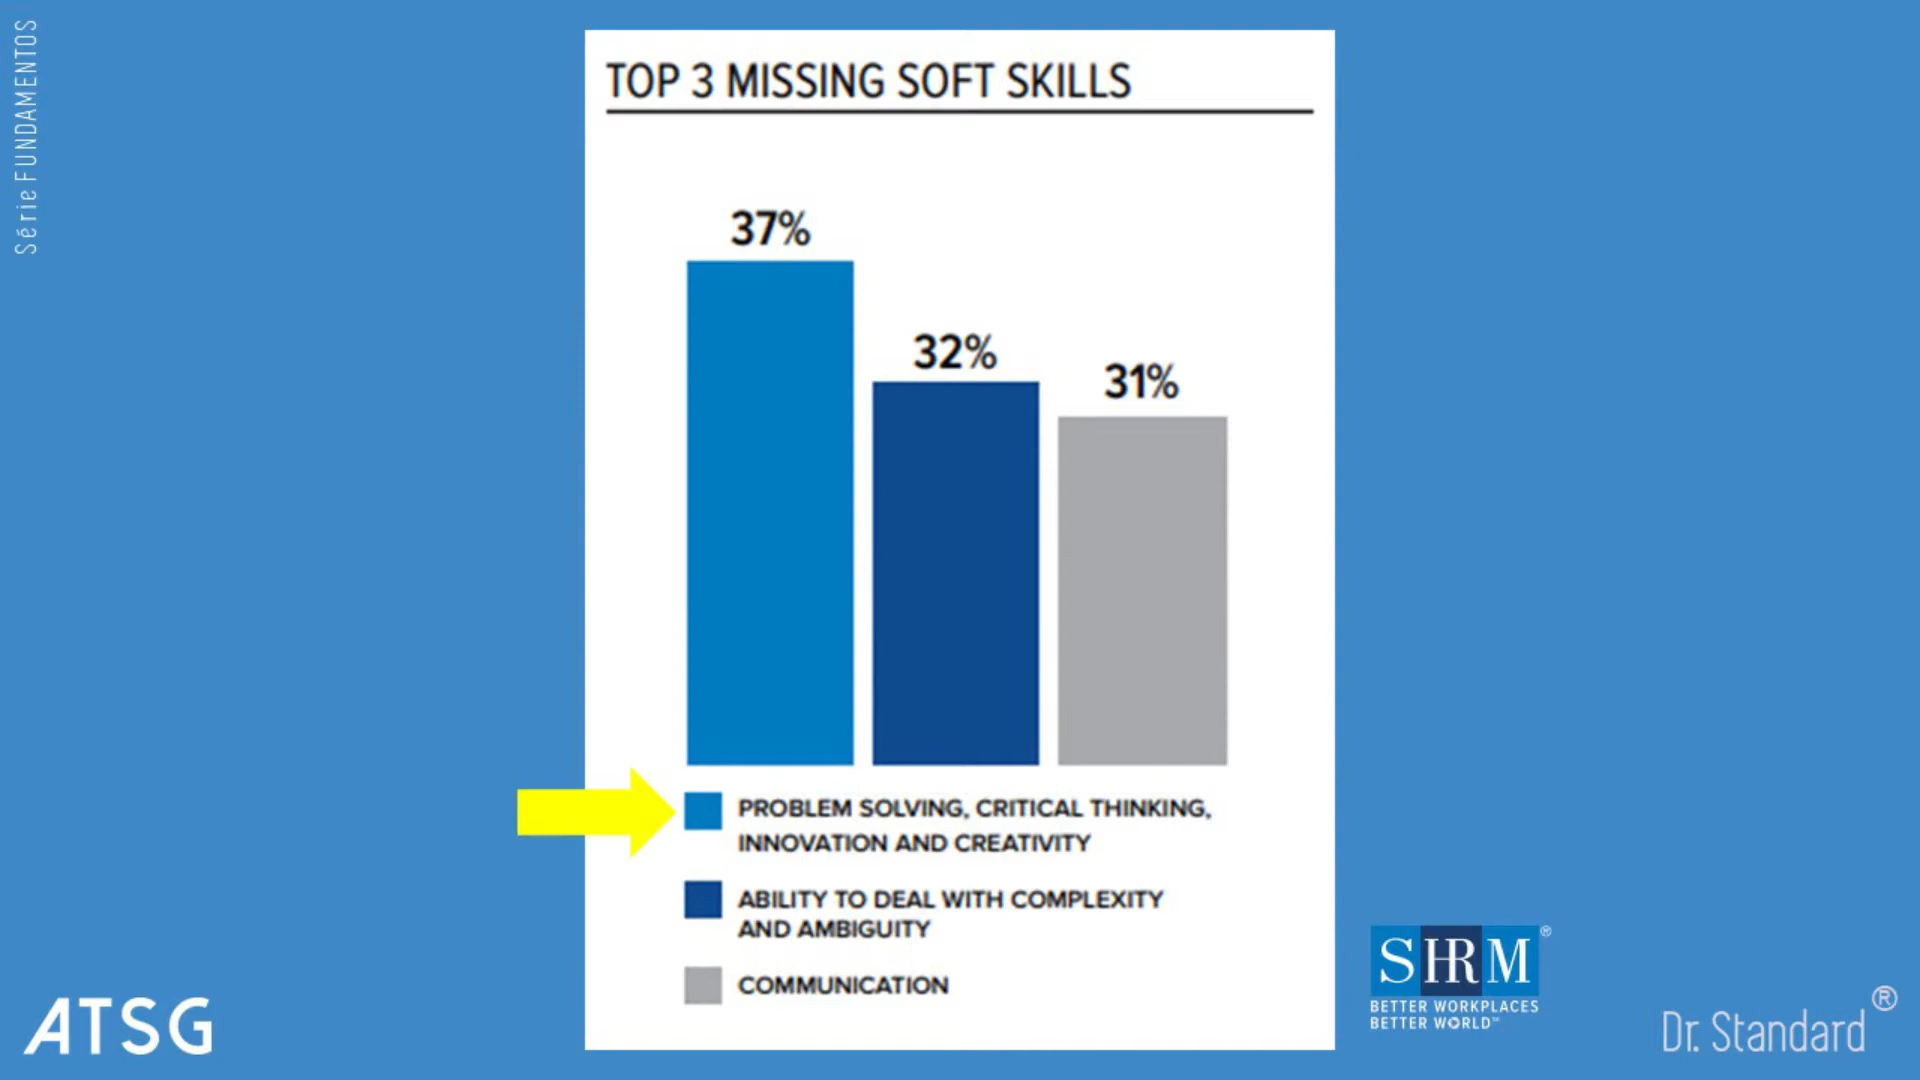 Série FUNDAMENTOS
TOP 3 MISSING SOFT SKILLS
37%
32%
31%
PROBLEM SOLVING, CRITICAL THINKING,
INNOVATION AND CREATIVITY
ABILITY TO DEAL WITH COMPLEXITY
AND AMBIGUITY
COMMUNICATION
SHRM®
BETTER WORKPLACES
BETTER WORLD™
ATSG
Dr. Standard®